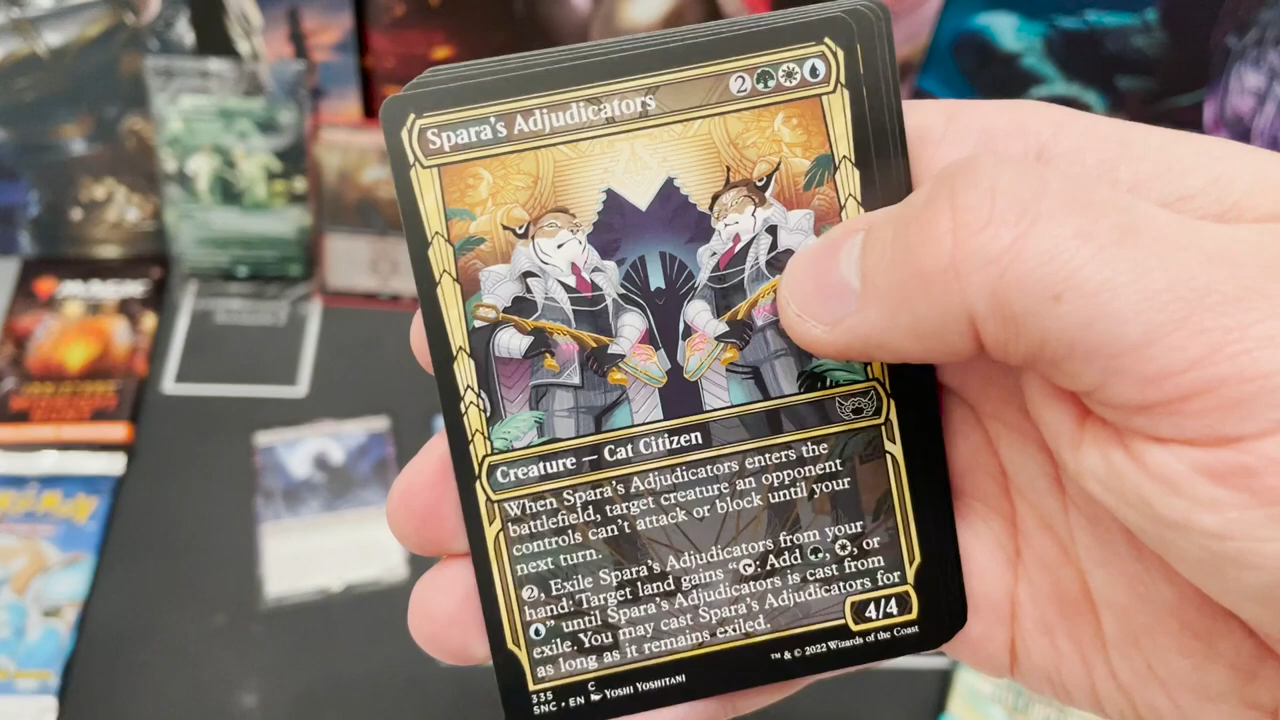 Spara's Adjudicators
2
Creature — Cat Citizen
When Spara's Adjudicators enters the
battlefield, target creature an opponent
controls can't attack or block until your
next turn.
2, Exile Spara's Adjudicators from your
hand: Target land gains “: Add , , or
” until Spara's Adjudicators is cast from
exile. You may cast Spara's Adjudicators for
as long as it remains exiled.
4/4
335 C
SNC • EN YOSHI YOSHITANI
™ & © 2022 Wizards of the Coast
MAGIC
POKéMON